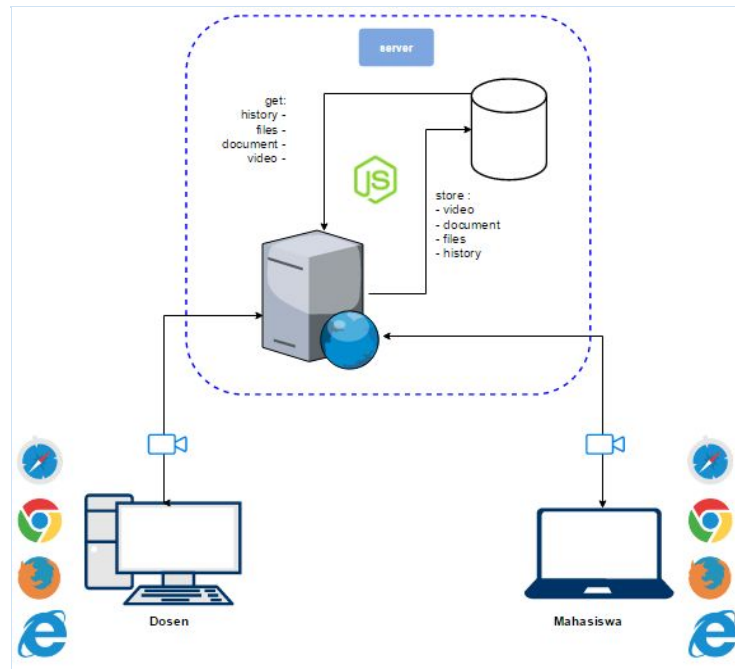 server
get:
history -
files -
document -
video -
JS
store :
- video
- document
- files
- history
Dosen
Mahasiswa